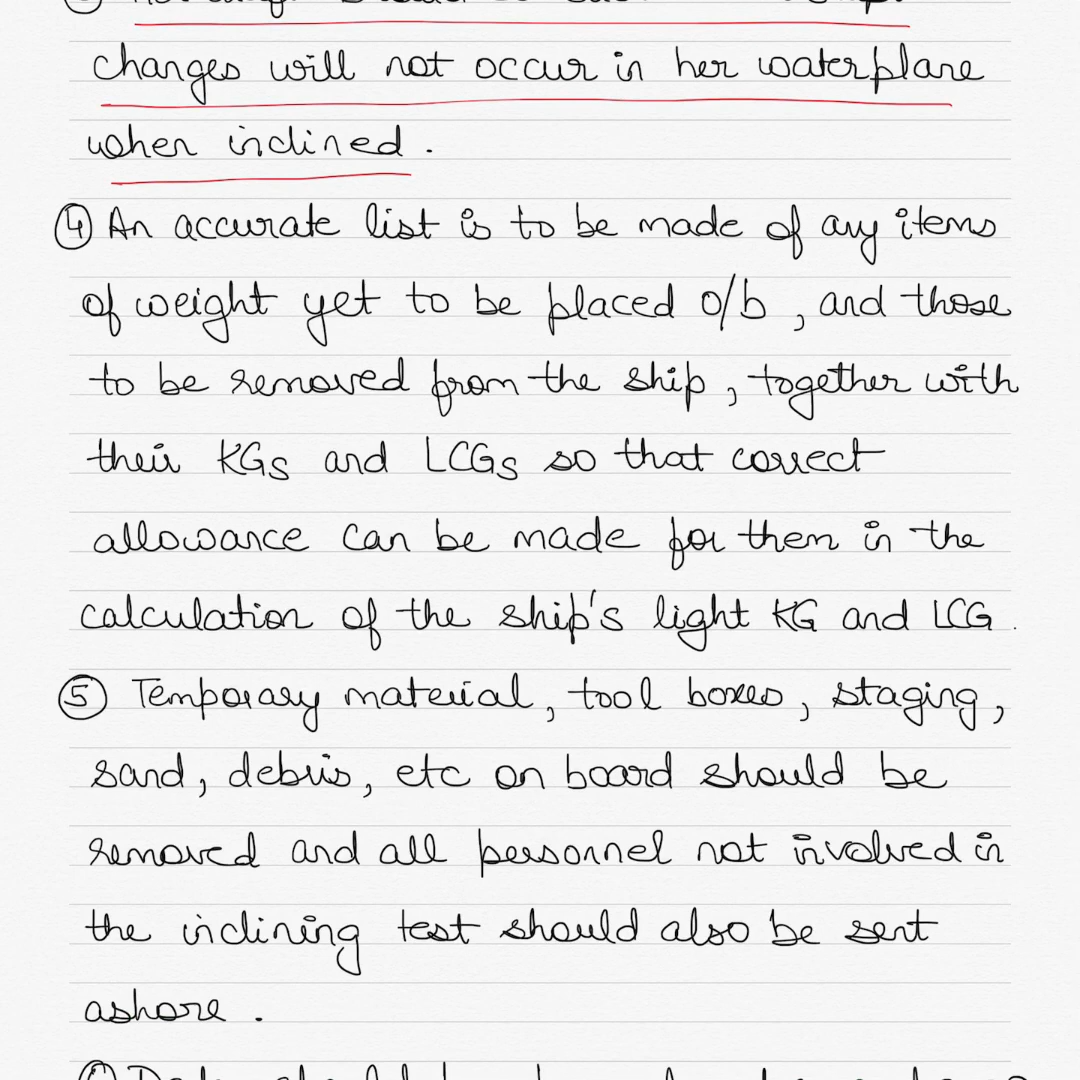 changes will not occur in her waterplane
when inclined.
④ An accurate list is to be made of any items
of weight yet to be placed o/b, and those
to be removed from the ship, together with
their KGs and LCGs so that correct
allowance can be made for them in the
calculation of the ship's light KG and LCG.
⑤ Temporary material, tool boxes, staging,
sand, debris, etc on board should be
removed and all personnel not involved in
the inclining test should also be sent
ashore.